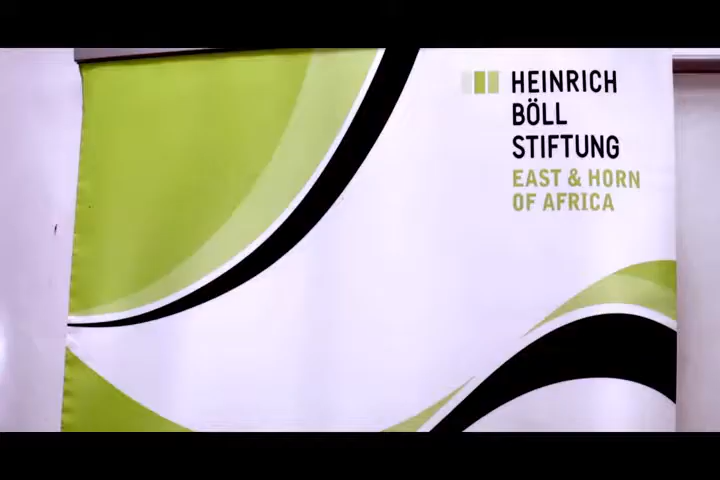 HEINRICH
BÖLL
STIFTUNG
EAST & HORN
OF AFRICA